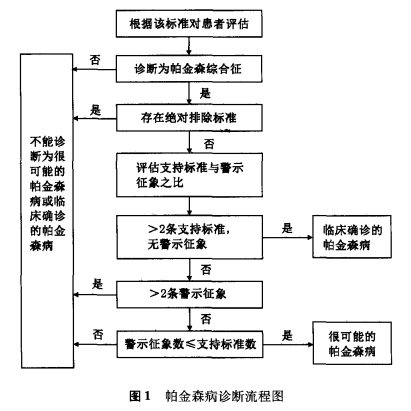 根据该标准对患者评估
否
诊断为帕金森综合征
是
是
存在绝对排除标准
否
不能诊
断为很
可能的
帕金森
病或临
床确诊
的帕金
森病
评估支持标准与警示
征象之比
>2条支持标准,
无警示征象
是
临床确诊的
帕金森病
否
是
>2条警示征象
否
否
警示征象数≤支持标准数
是
很可能的
帕金森病
图1 帕金森病诊断流程图